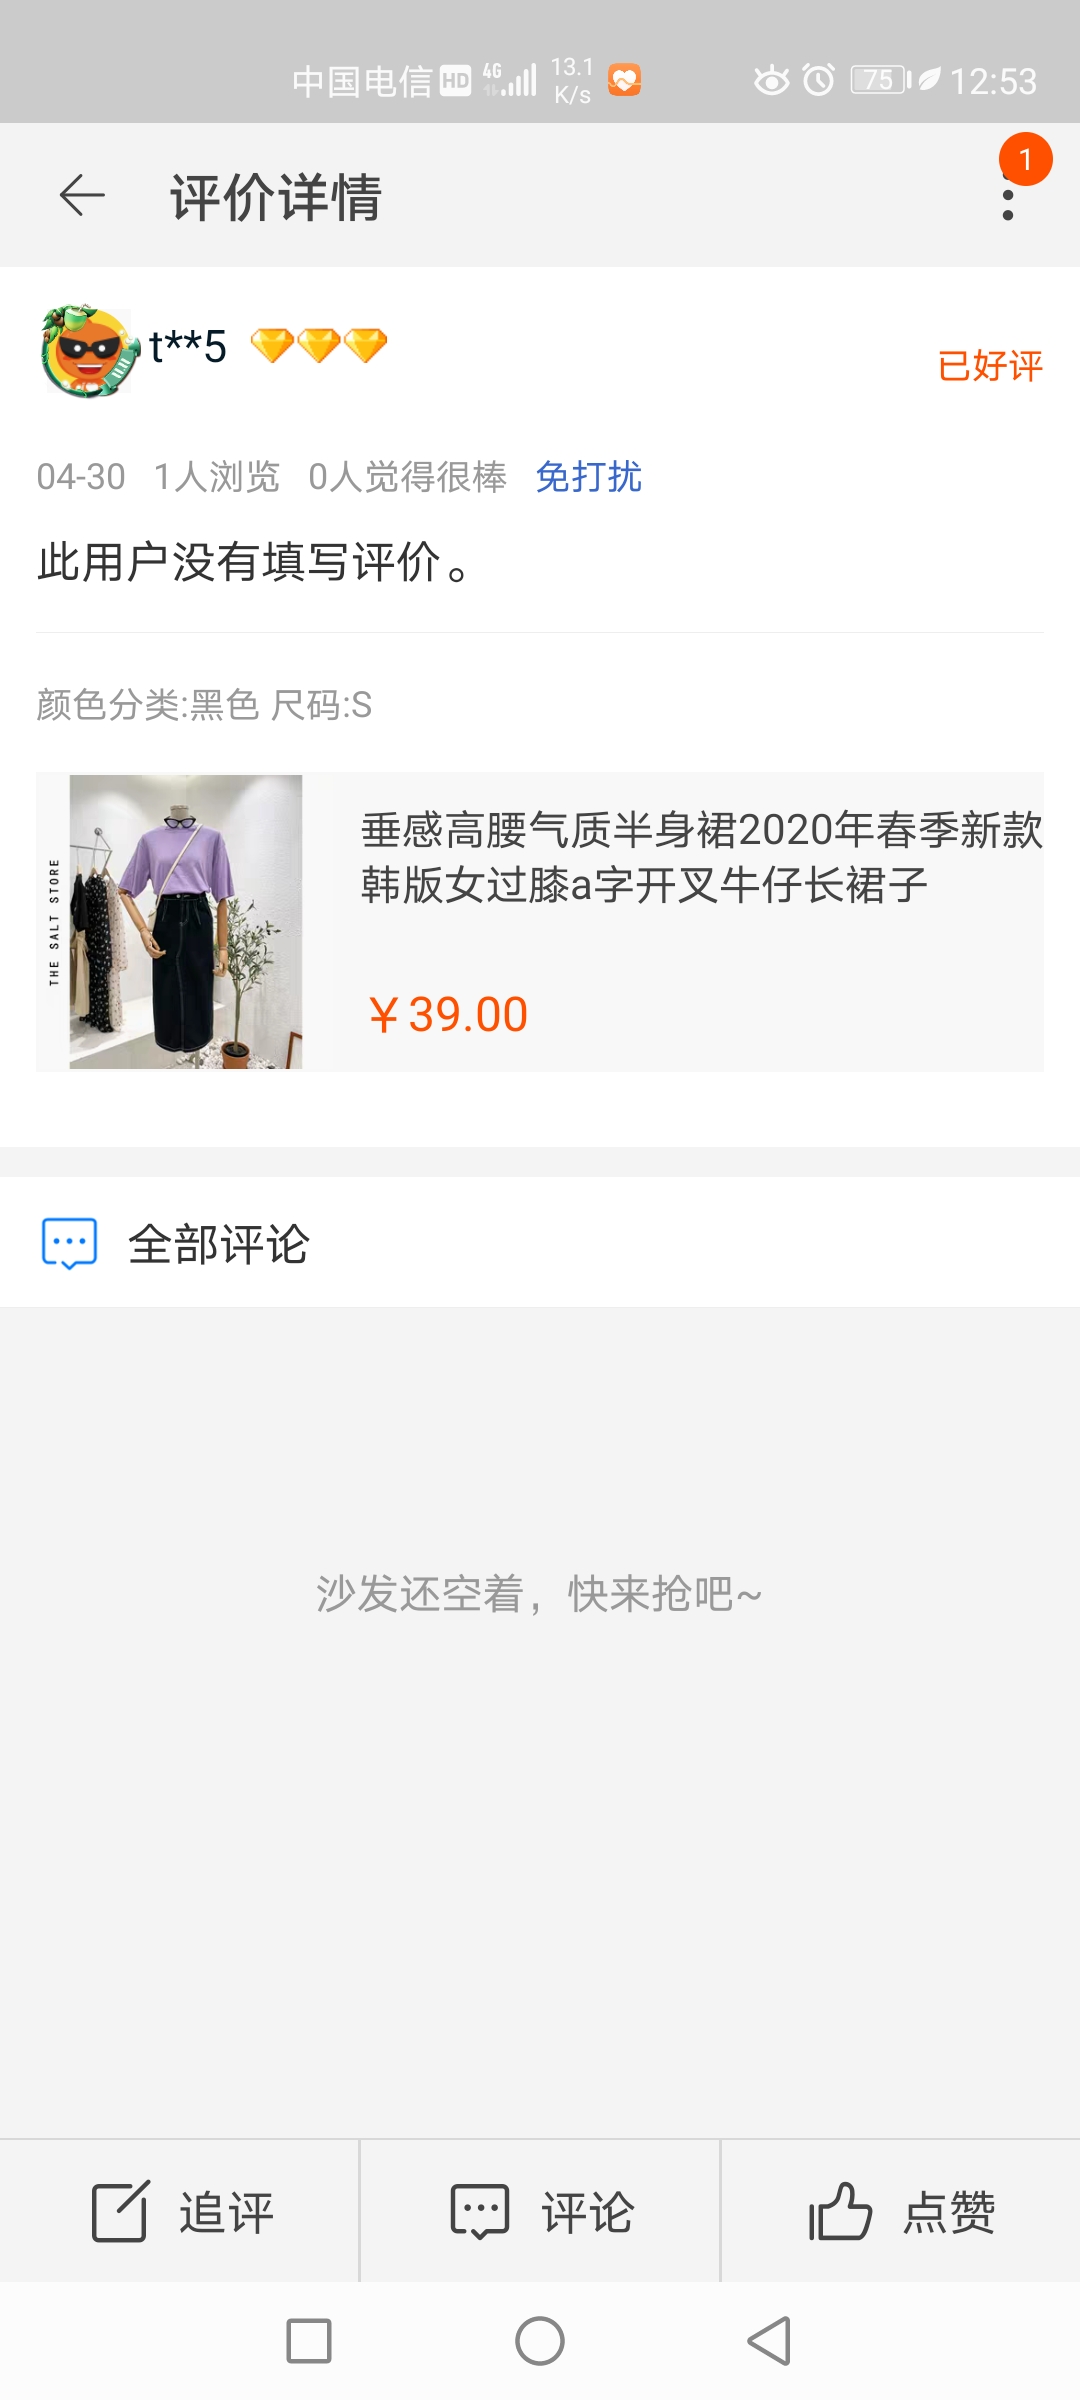 中国电信 HD 4G 13.1 K/s 75 12:53
评价详情
1
t**5
已好评
04-30 1人浏览 0人觉得很棒 免打扰
此用户没有填写评价。
颜色分类:黑色 尺码:S
THE SALT STORE
垂感高腰气质半身裙2020年春季新款
韩版女过膝a字开叉牛仔长裙子
￥39.00
全部评论
沙发还空着，快来抢吧~
追评 评论 点赞